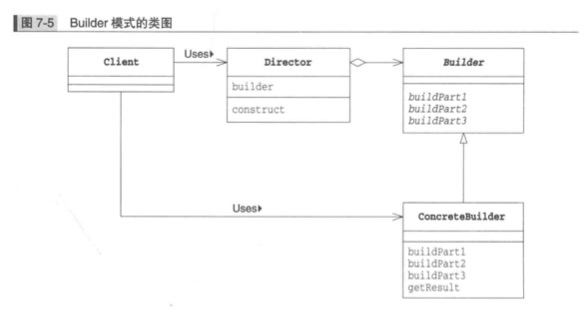 图 7-5 Builder 模式的类图
Uses▶
Client
Director
Builder
builder
construct
buildPart1
buildPart2
buildPart3
Uses▶
ConcreteBuilder
buildPart1
buildPart2
buildPart3
getResult